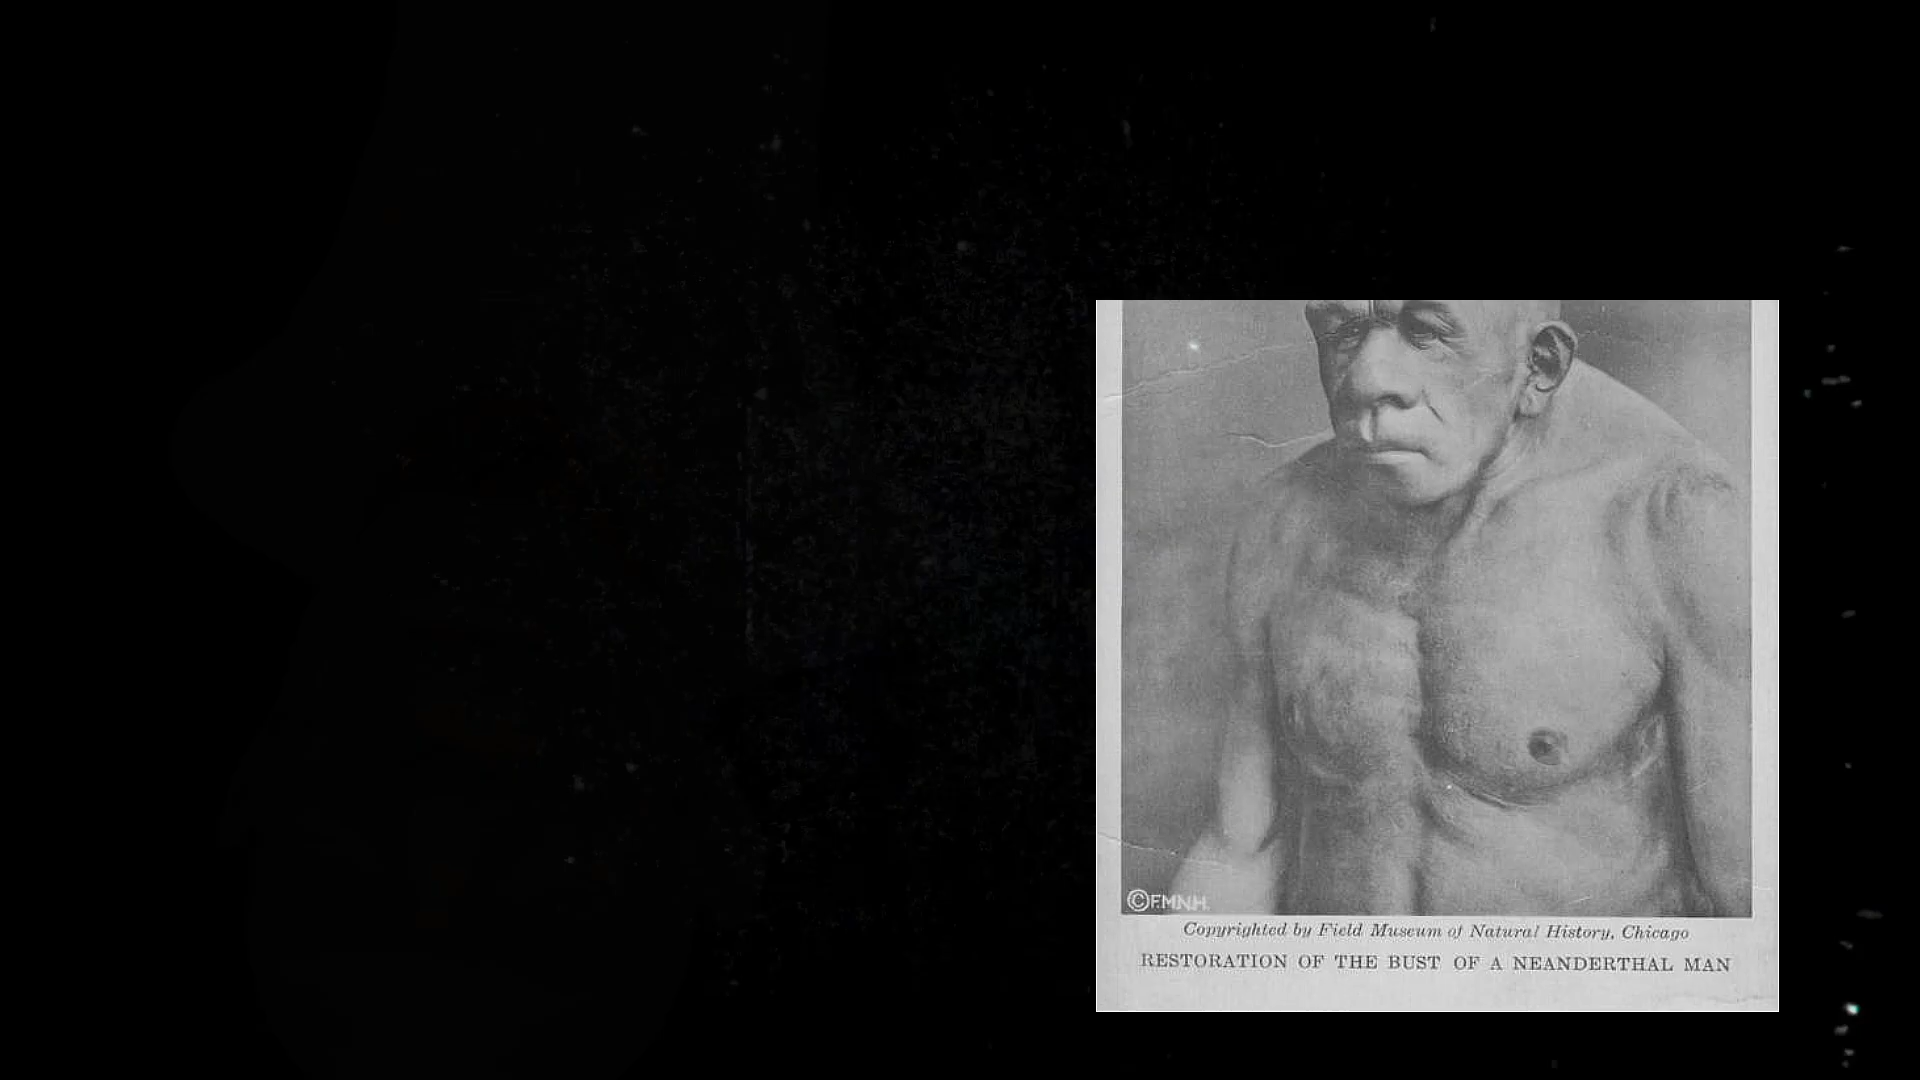 ©F.M.N.H.
Copyrighted by Field Museum of Natural History, Chicago
RESTORATION OF THE BUST OF A NEANDERTHAL MAN